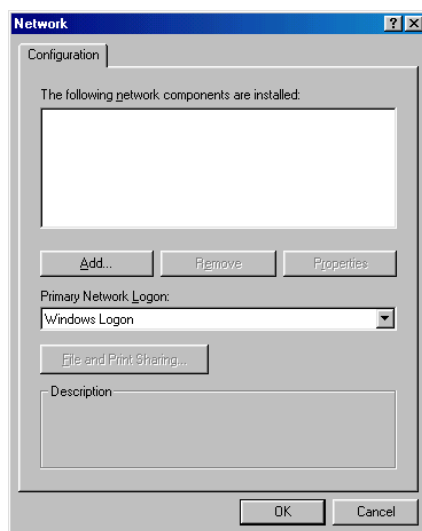 Network
Configuration
The following network components are installed:
Add...
Remove
Properties
Primary Network Logon:
Windows Logon
File and Print Sharing...
Description
OK
Cancel